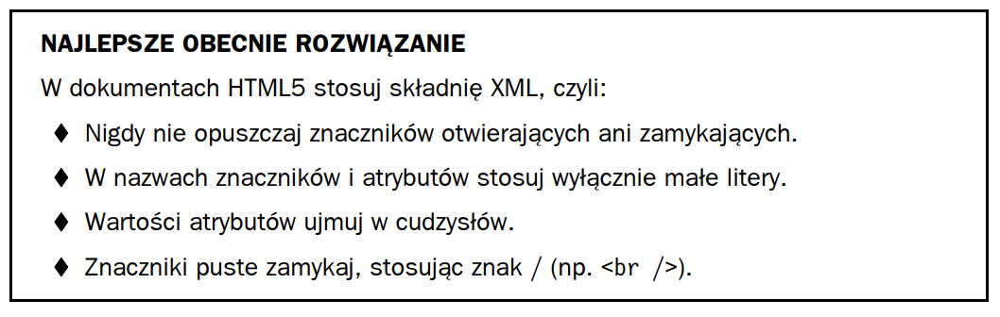 NAJLEPSZE OBECNIE ROZWIĄZANIE
W dokumentach HTML5 stosuj składnię XML, czyli:
♦ Nigdy nie opuszczaj znaczników otwierających ani zamykających.
♦ W nazwach znaczników i atrybutów stosuj wyłącznie małe litery.
♦ Wartości atrybutów ujmuj w cudzysłów.
♦ Znaczniki puste zamykaj, stosując znak / (np. <br />).